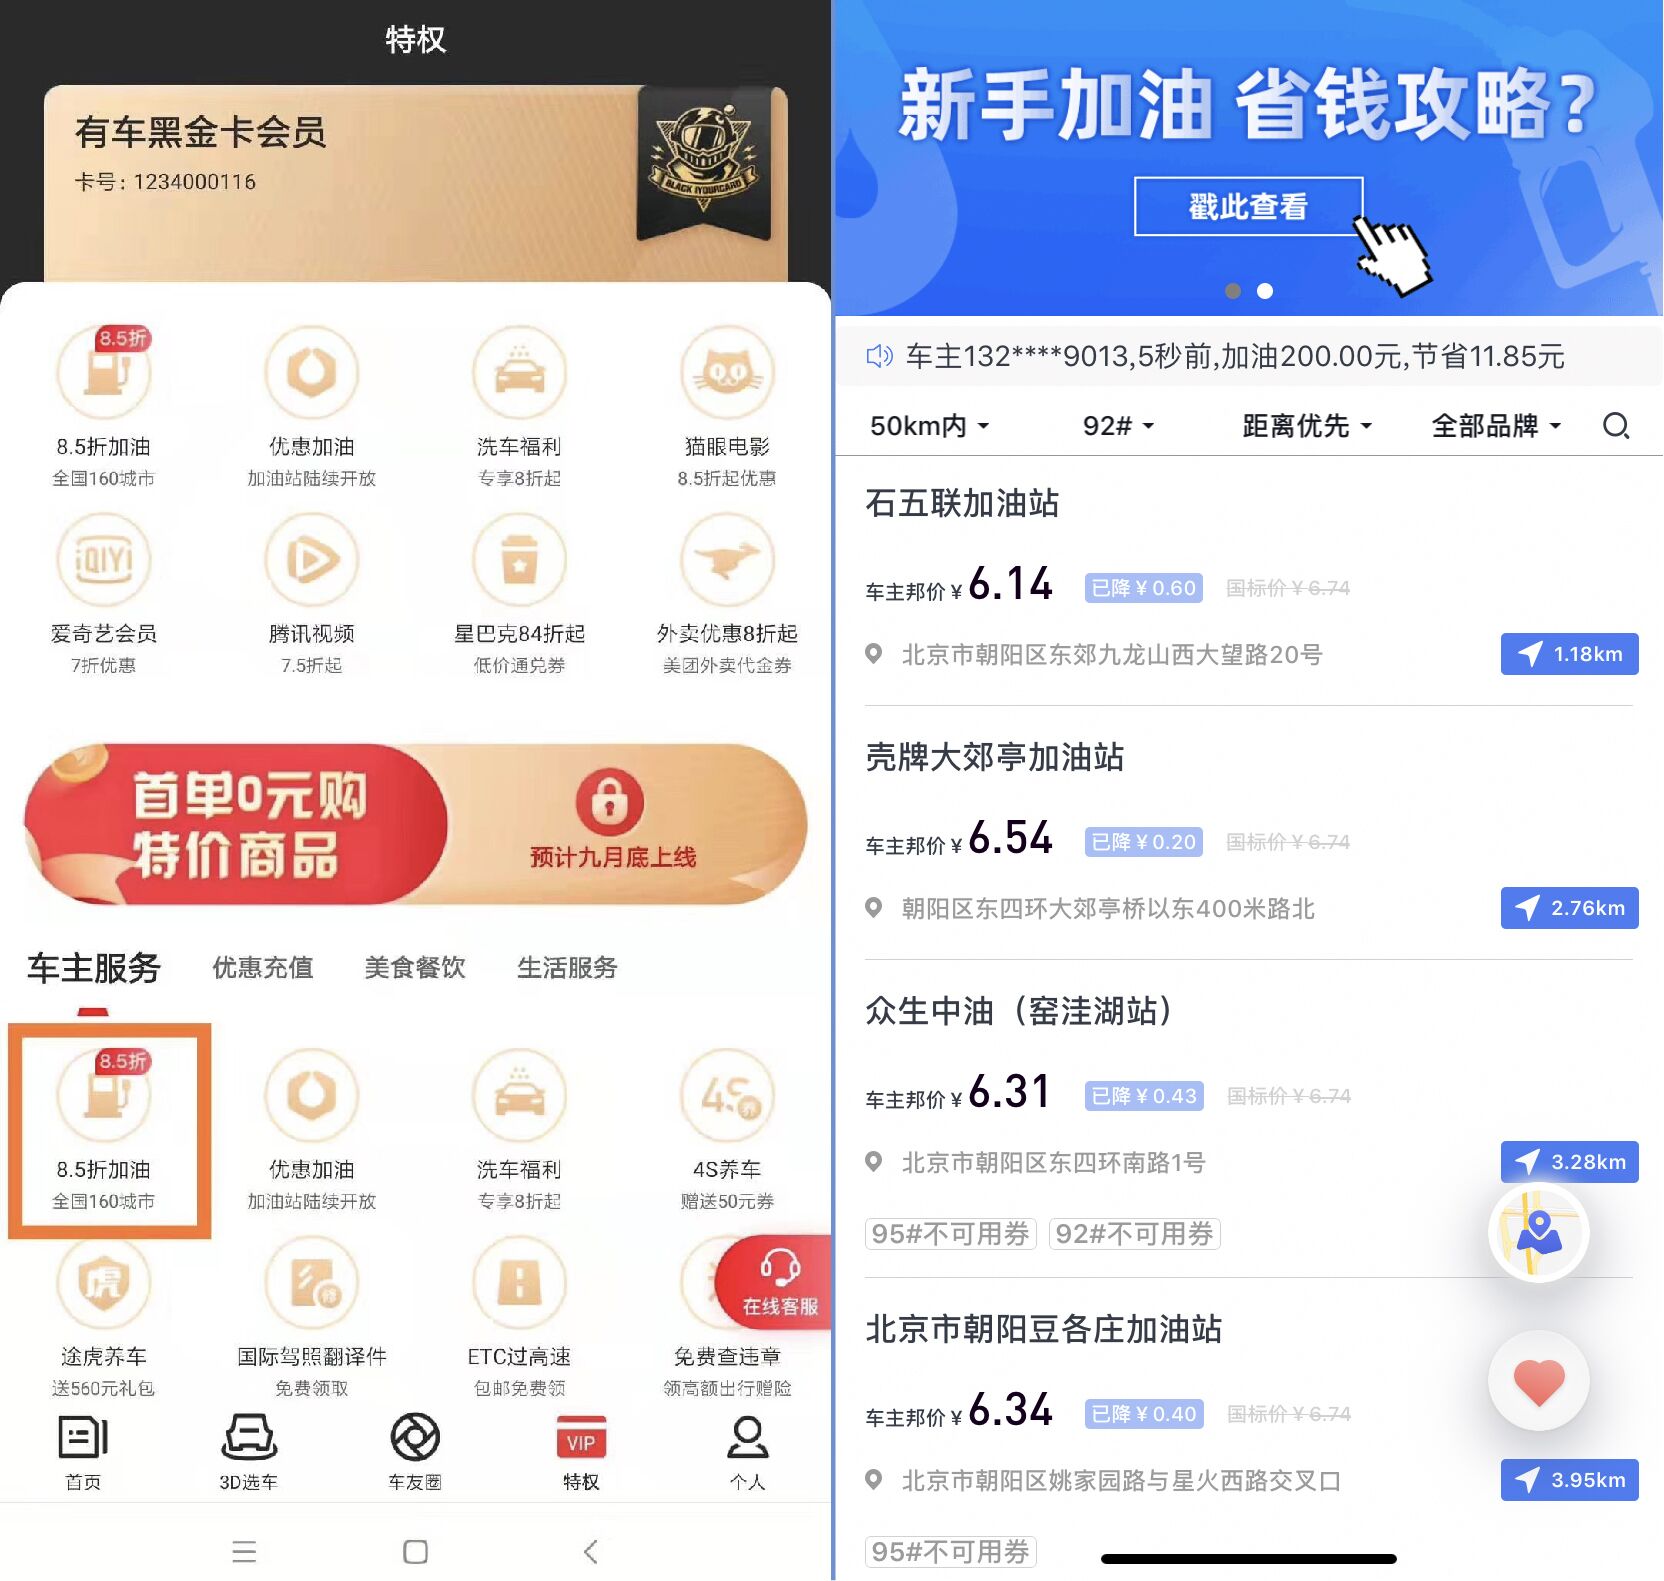 特权
有车黑金卡会员
卡号: 1234000116
BLACK IYOURCARD
8.5折
8.5折加油
优惠加油
洗车福利
猫眼电影
全国160城市
加油站陆续开放
专享8折起
8.5折起优惠
iQIYI
爱奇艺会员
腾讯视频
星巴克84折起
外卖优惠8折起
7折优惠
7.5折起
低价通兑券
美团外卖代金券
首单0元购
特价商品
预计九月底上线
车主服务
优惠充值
美食餐饮
生活服务
8.5折
4S养
8.5折加油
优惠加油
洗车福利
4S养车
全国160城市
加油站陆续开放
专享8折起
赠送50元券
虎
修
在线客服
途虎养车
国际驾照翻译件
ETC过高速
免费查违章
送560元礼包
免费领取
包邮免费领
领高额出行赠险
VIP
首页
3D选车
车友圈
特权
个人
新手加油 省钱攻略?
戳此查看
车主132****9013,5秒前,加油200.00元,节省11.85元
50km内
92#
距离优先
全部品牌
石五联加油站
车主邦价¥6.14 已降¥0.60 国标价¥6.74
北京市朝阳区东郊九龙山西大望路20号
1.18km
壳牌大郊亭加油站
车主邦价¥6.54 已降¥0.20 国标价¥6.74
朝阳区东四环大郊亭桥以东400米路北
2.76km
众生中油（窑洼湖站）
车主邦价¥6.31 已降¥0.43 国标价¥6.74
北京市朝阳区东四环南路1号
3.28km
95#不可用券 92#不可用券
北京市朝阳豆各庄加油站
车主邦价¥6.34 已降¥0.40 国标价¥6.74
北京市朝阳区姚家园路与星火西路交叉口
3.95km
95#不可用券